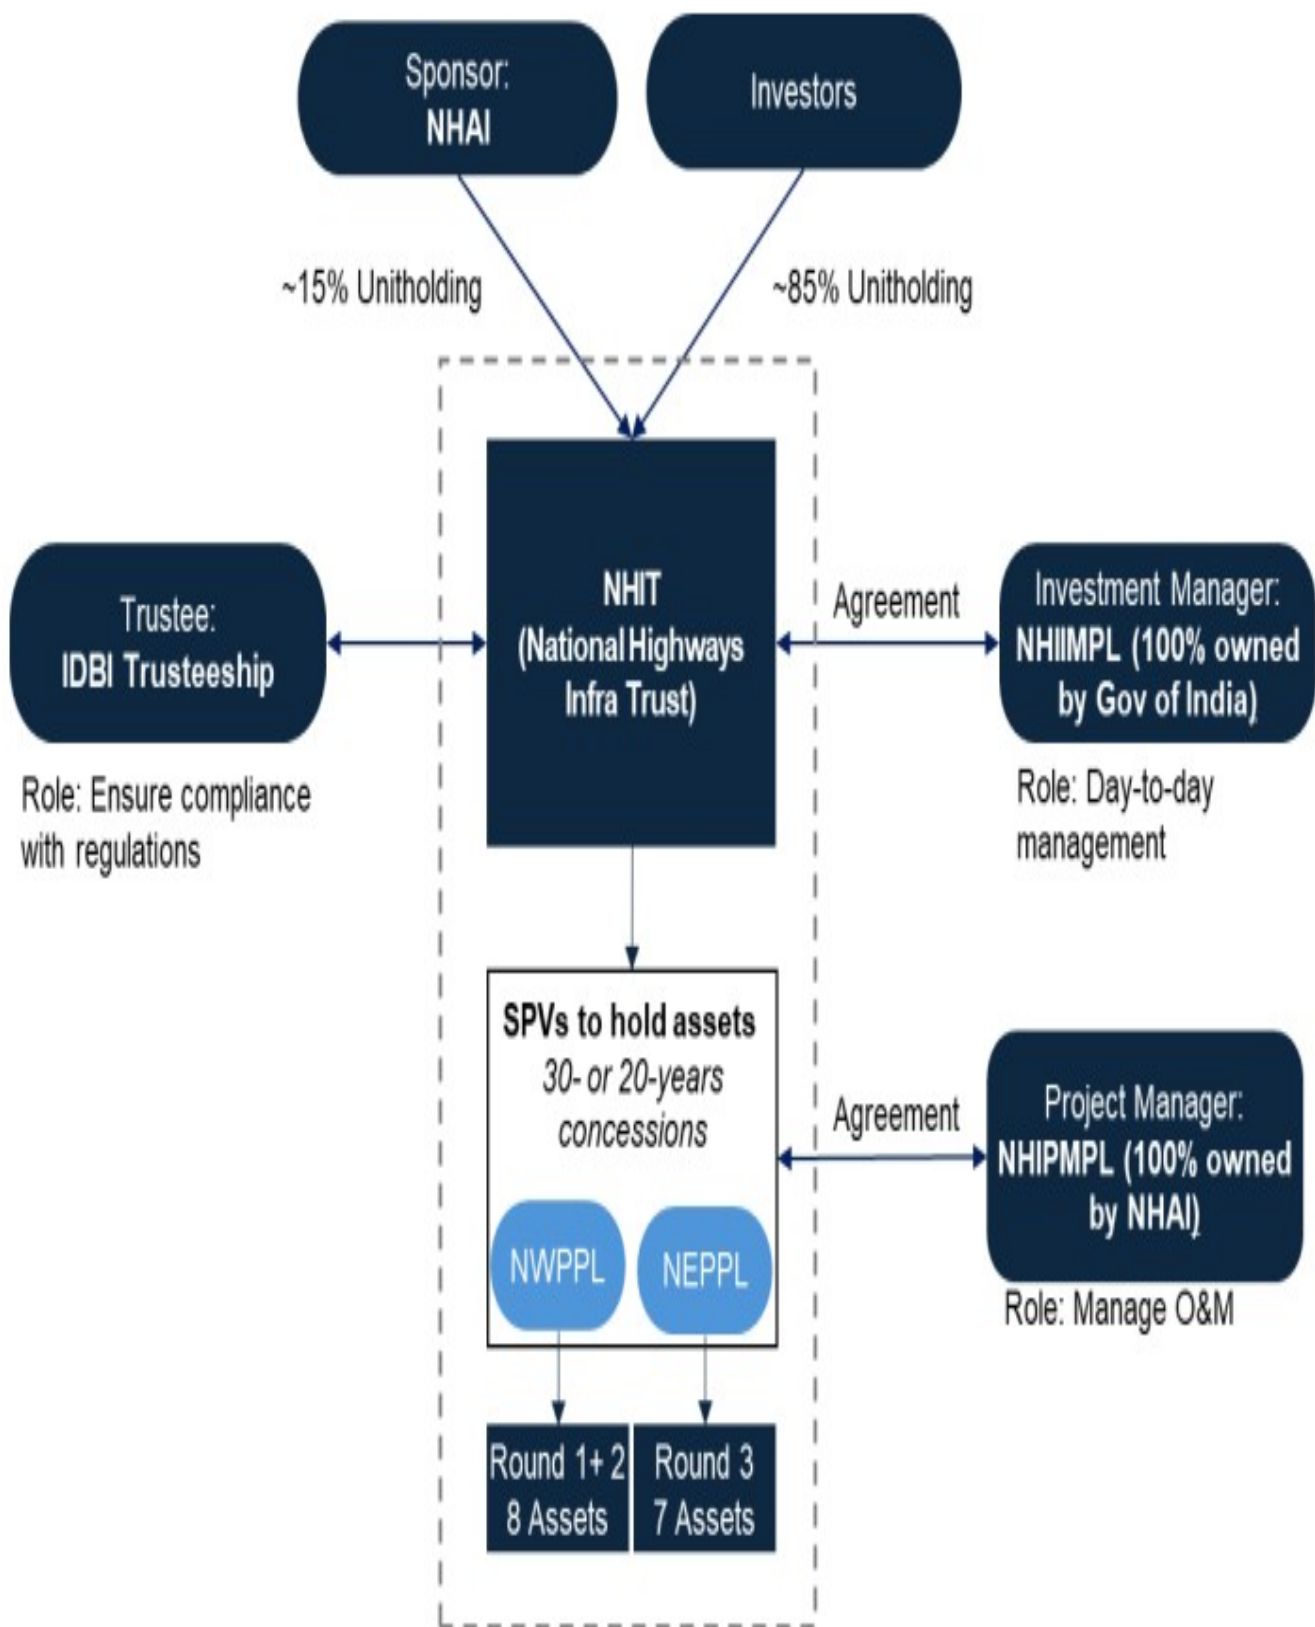 Sponsor:
NHAI
Investors
~15% Unitholding
~85% Unitholding
NHIT
(National Highways
Infra Trust)
Trustee:
IDBI Trusteeship
Role: Ensure compliance
with regulations
Agreement
Investment Manager:
NHIIMPL (100% owned
by Gov of India)
Role: Day-to-day
management
SPVs to hold assets
30- or 20-years
concessions
NWPPL
NEPPL
Agreement
Project Manager:
NHIPMPL (100% owned
by NHAI)
Role: Manage O&M
Round 1+ 2
8 Assets
Round 3
7 Assets